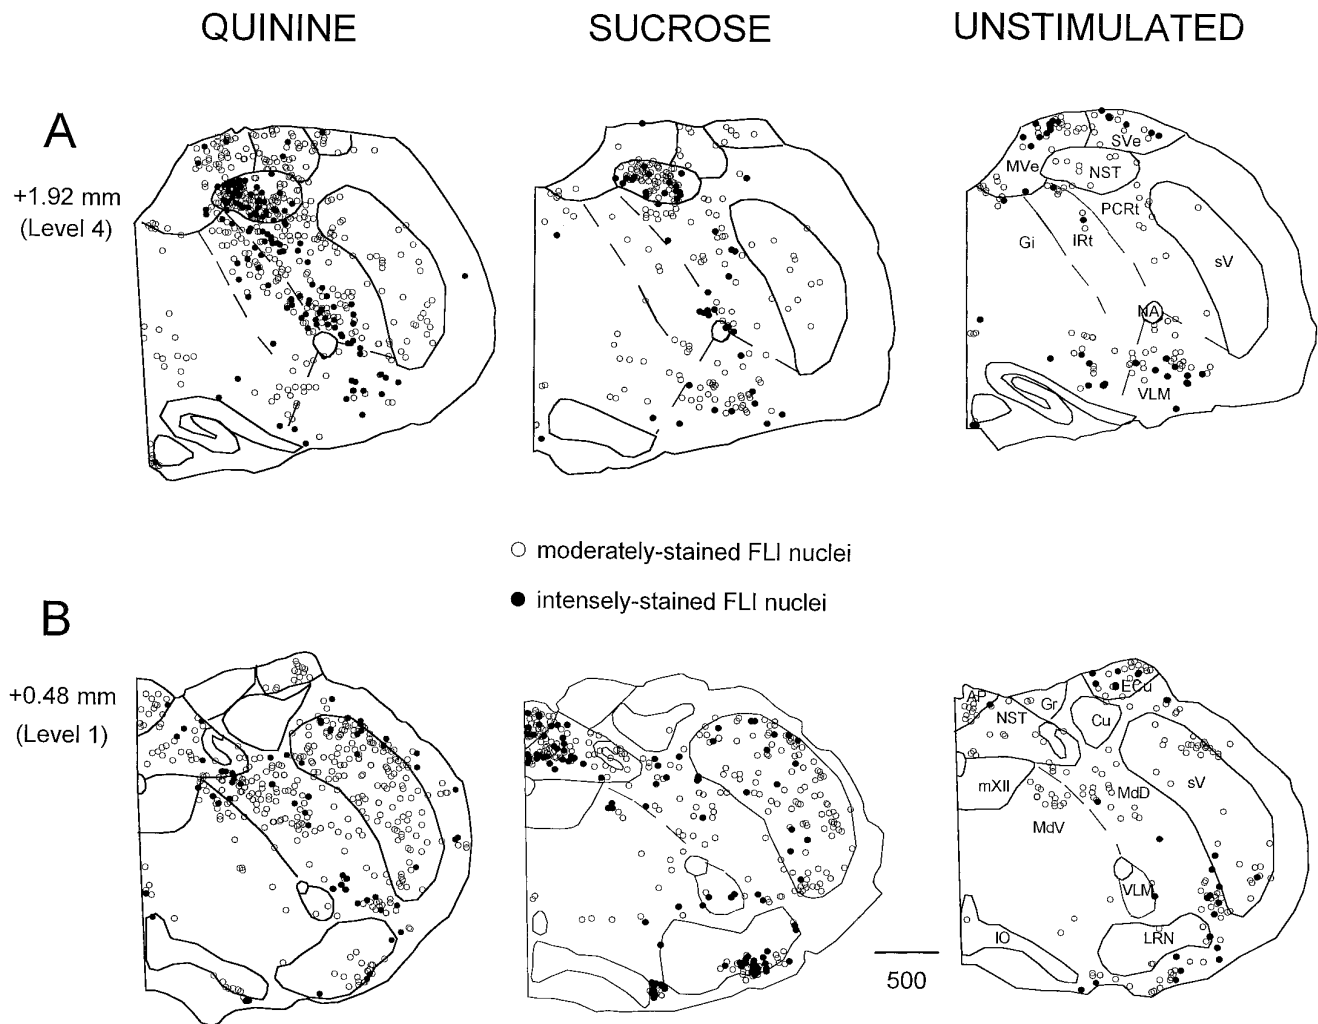 QUININE SUCROSE UNSTIMULATED
A
+1.92 mm
(Level 4)
SVe
MVe
NST
PCRt
Gi
IRt
sV
NA
VLM
moderately-stained FLI nuclei
intensely-stained FLI nuclei
B
+0.48 mm
(Level 1)
AP
NST
Gr
ECu
Cu
mXII
MdD
sV
MdV
VLM
IO
LRN
500